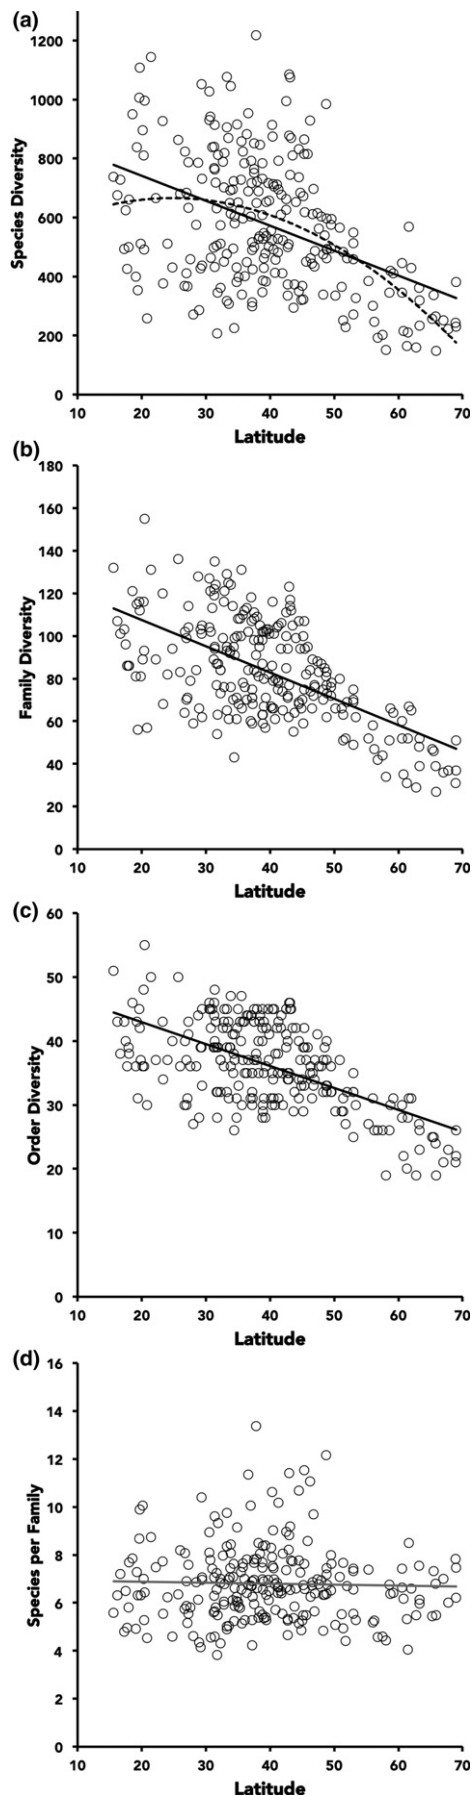 (a)
1200
1000
800
600
400
200
0
Species Diversity
10 20 30 40 50 60 70
Latitude
(b)
180
160
140
120
100
80
60
40
20
0
Family Diversity
10 20 30 40 50 60 70
Latitude
(c)
60
50
40
30
20
10
0
Order Diversity
10 20 30 40 50 60 70
Latitude
(d)
16
14
12
10
8
6
4
2
0
Species per Family
10 20 30 40 50 60 70
Latitude